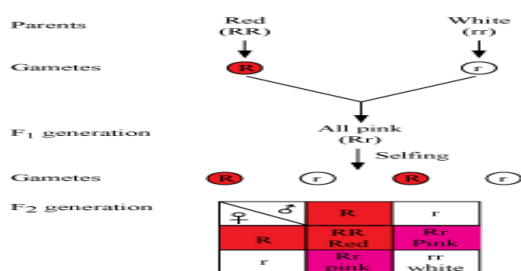 Parents Red White
(RR) (rr)
Gametes R r
F₁ generation All pink
(Rr)
Selfing
Gametes R r R r
F₂ generation ♀ ♂ R r
R RR Rr
Red Pink
r Rr rr
pink white